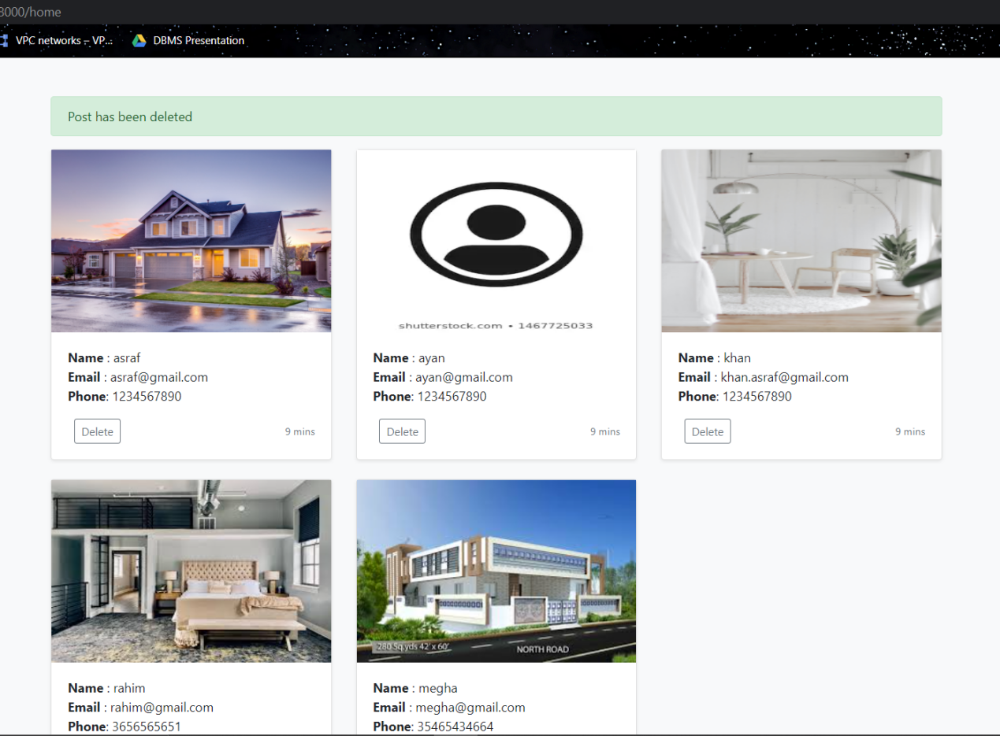 8000/home
VPC networks – VP...
DBMS Presentation
Post has been deleted
shutterstock.com • 1467725033
Name : asraf
Email : asraf@gmail.com
Phone: 1234567890
Delete
9 mins
Name : ayan
Email : ayan@gmail.com
Phone: 1234567890
Delete
9 mins
Name : khan
Email : khan.asraf@gmail.com
Phone: 1234567890
Delete
9 mins
280 Sq.yds 42' x 60'
NORTH ROAD
Name : rahim
Email : rahim@gmail.com
Phone: 3656565651
Name : megha
Email : megha@gmail.com
Phone: 35465434664